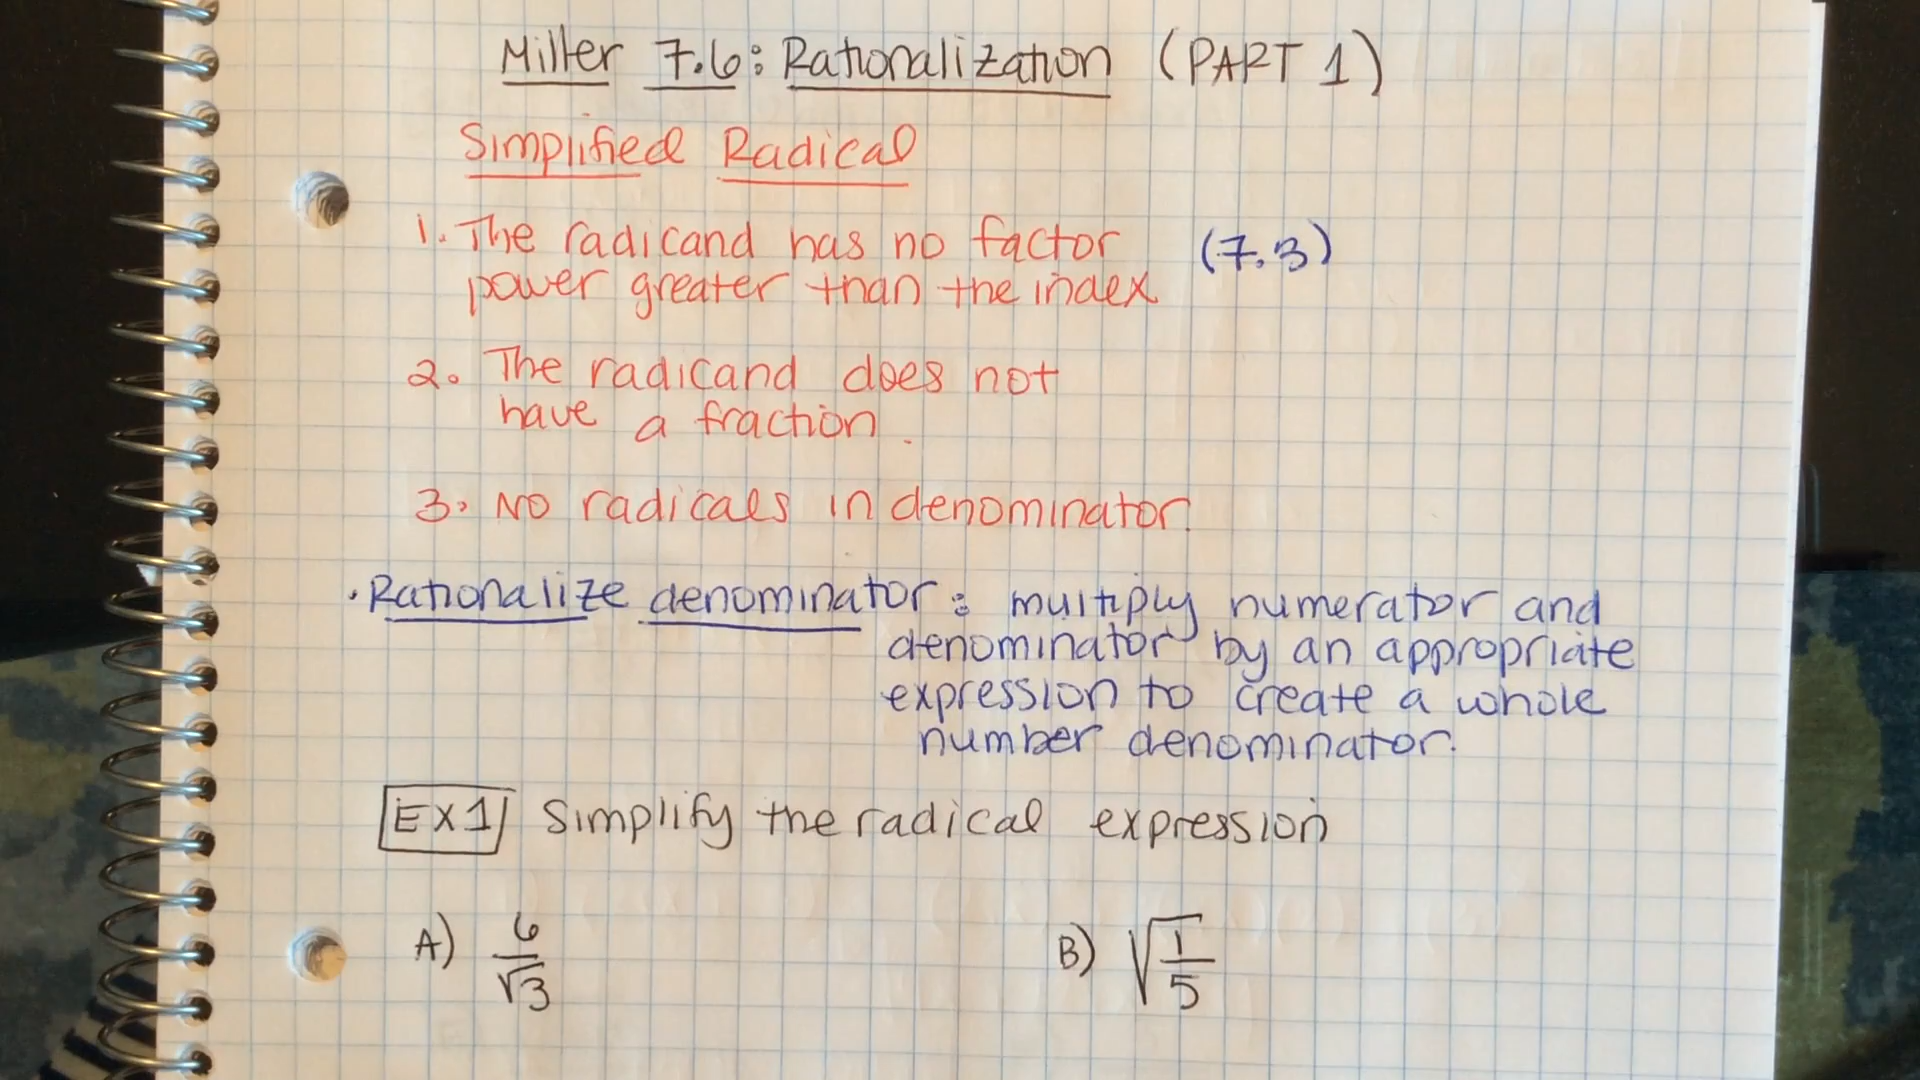 Miller 7.6: Rationalization (PART 1)
Simplified Radical
1. The radicand has no factor (7.3)
power greater than the index
2. The radicand does not
have a fraction.
3. No radicals in denominator.
• Rationalize denominator: multiply numerator and
denominator by an appropriate
expression to create a whole
number denominator.
EX1 Simplify the radical expression
A) 6/√3 B) √(1/5)